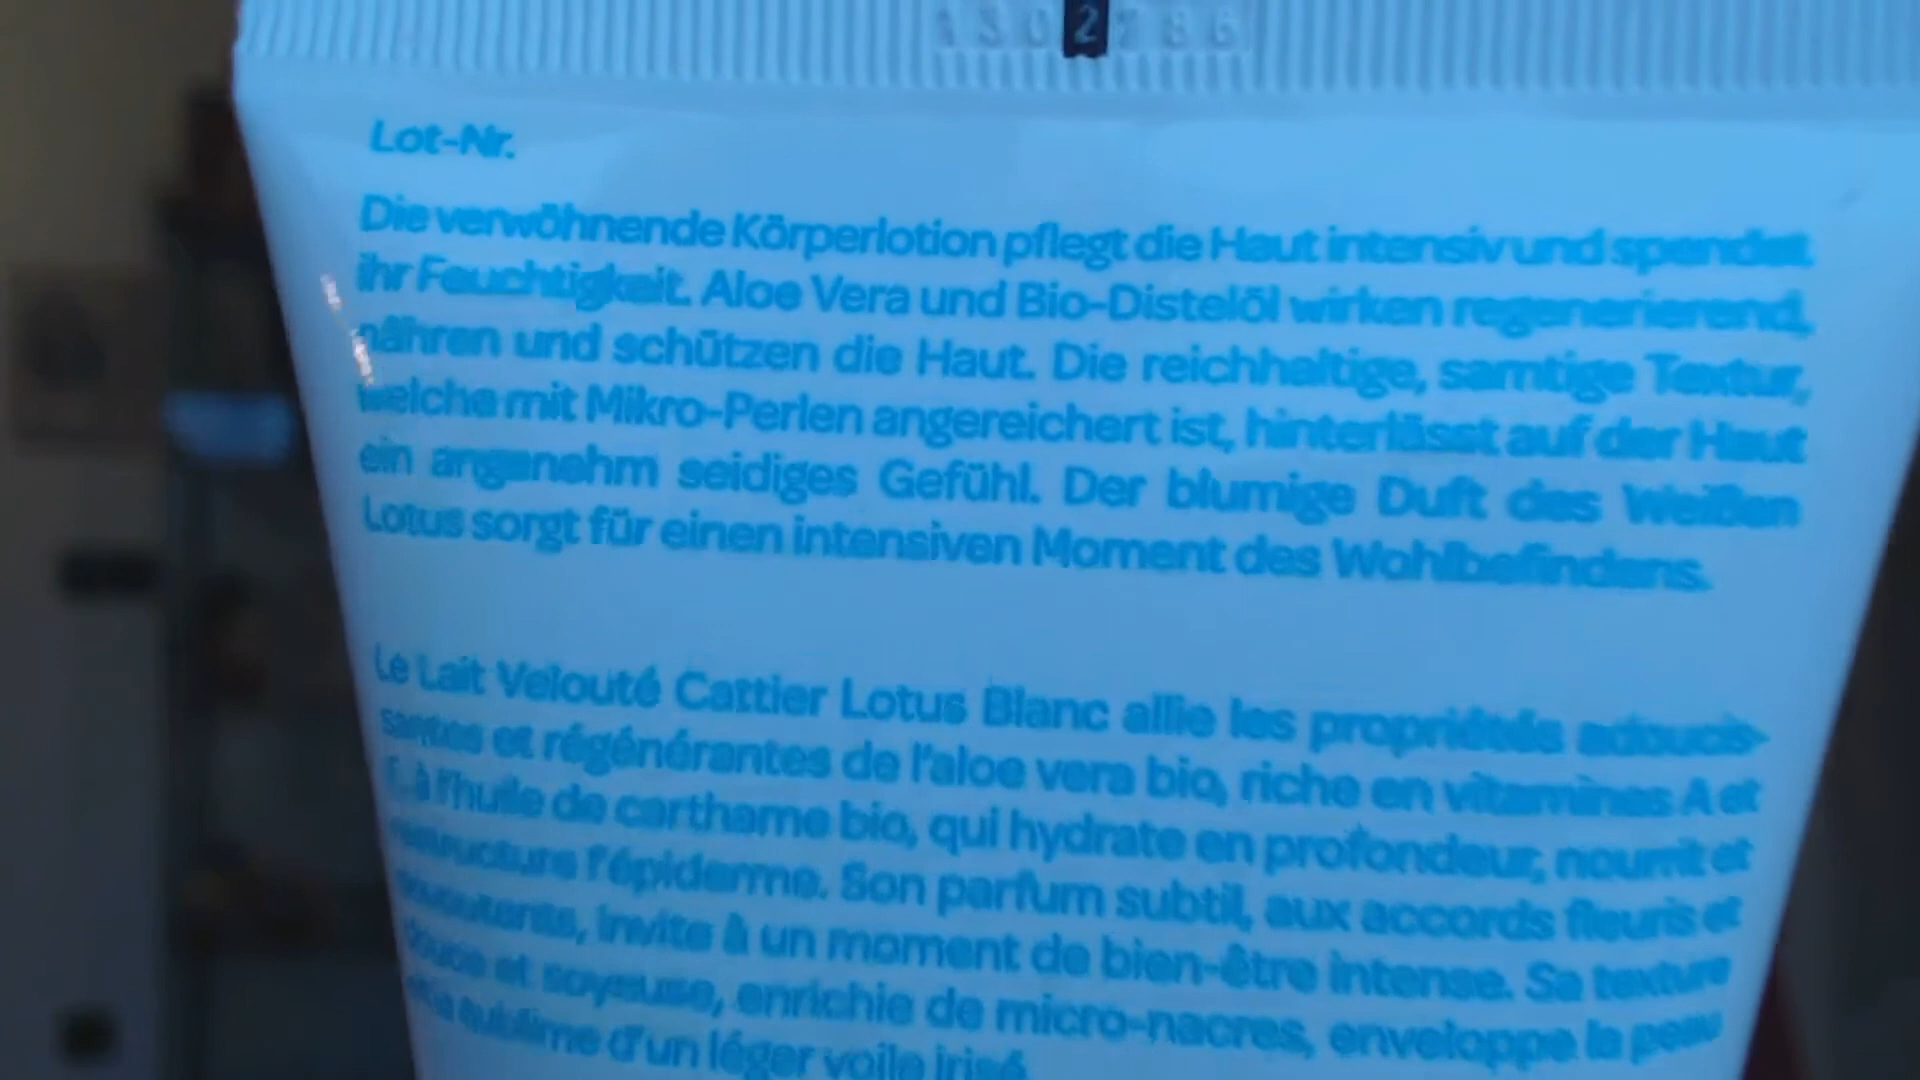 1302786
Lot-Nr.
Die verwöhnende Körperlotion pflegt die Haut intensiv und spendet
ihr Feuchtigkeit. Aloe Vera und Bio-Distelöl wirken regenerierend,
nähren und schützen die Haut. Die reichhaltige, samtige Textur,
welche mit Mikro-Perlen angereichert ist, hinterlässt auf der Haut
ein angenehm seidiges Gefühl. Der blumige Duft des Weißen
Lotus sorgt für einen intensiven Moment des Wohlbefindens.
Le Lait Velouté Cattier Lotus Blanc allie les propriétés adoucis-
santes et régénérantes de l'aloe vera bio, riche en vitamines A et
E, à l'huile de carthame bio, qui hydrate en profondeur, nourrit et
restructure l'épiderme. Son parfum subtil, aux accords fleuris et
invite à un moment de bien-être intense. Sa texture
douce et soyeuse, enrichie de micro-nacres, enveloppe la peau
et la sublime d'un léger voile irisé.